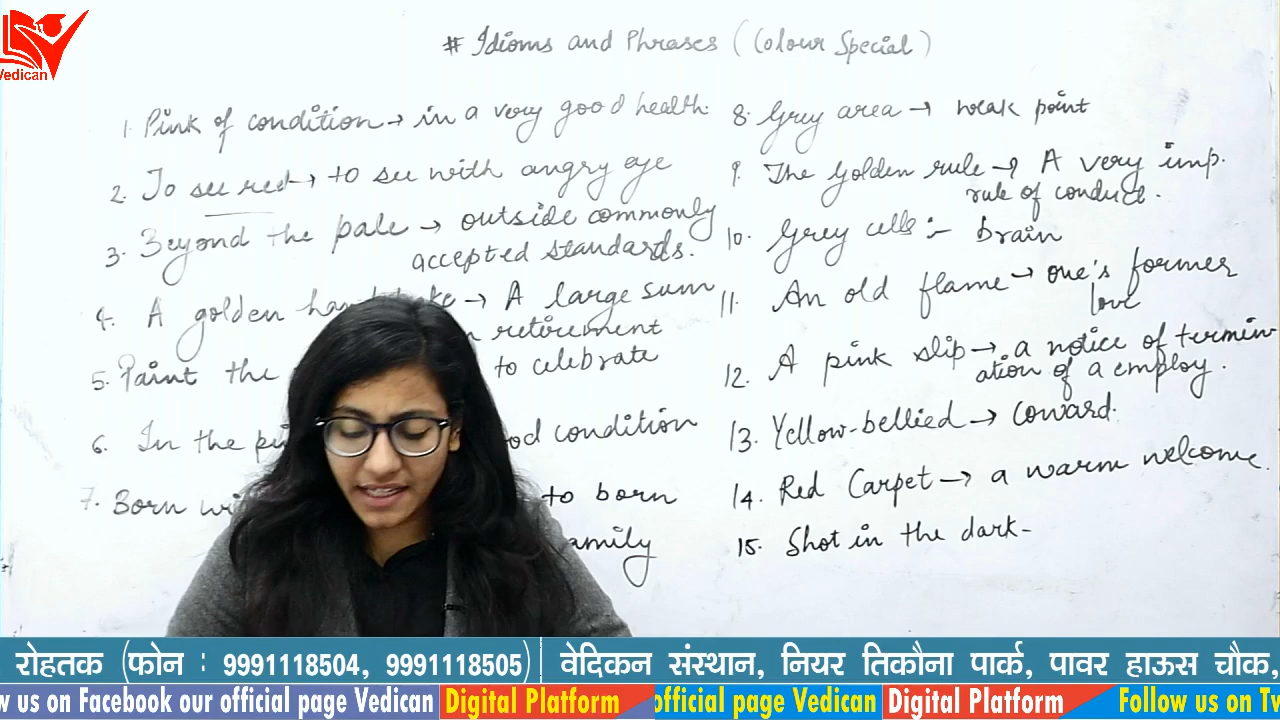 Vedican
# Idioms and Phrases (Colour Special)
1. Pink of condition → in a very good health.
2. To see red → to see with angry eye
3. Beyond the pale → outside commonly
accepted standards.
4. A golden → A large sum
retirement
5. Paint the to celebrate
6. In the condition
7. Born to born
8. Grey area → weak point
9. The golden rule → A very imp.
rule of conduct.
10. Grey cells :- brain
11. An old flame → one's former
love
12. A pink slip → a notice of termin
ation of a employ.
13. Yellow-bellied → coward.
14. Red Carpet → a warm welcome.
15. Shot in the dark -
रोहतक (फोन : 9991118504, 9991118505) वेदिकन संस्थान, नियर तिकौना पार्क, पावर हाऊस चौक,
us on Facebook our official page Vedican Digital Platform official page Vedican Digital Platform Follow us on